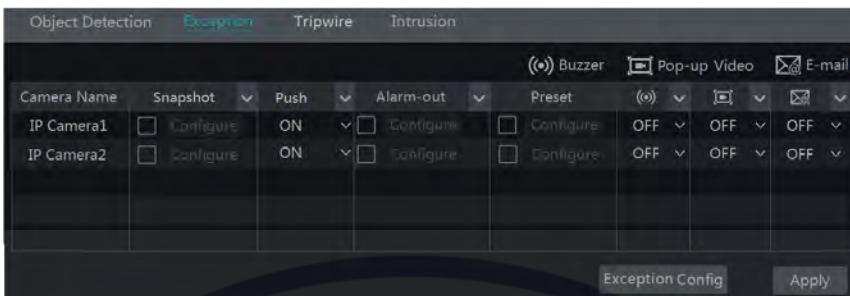 Object Detection Exception Tripwire Intrusion
Buzzer Pop-up Video E-mail
Camera Name Snapshot Push Alarm-out Preset
IP Camera1 Configure ON Configure Configure OFF OFF OFF
IP Camera2 Configure ON Configure Configure OFF OFF OFF
Exception Config Apply